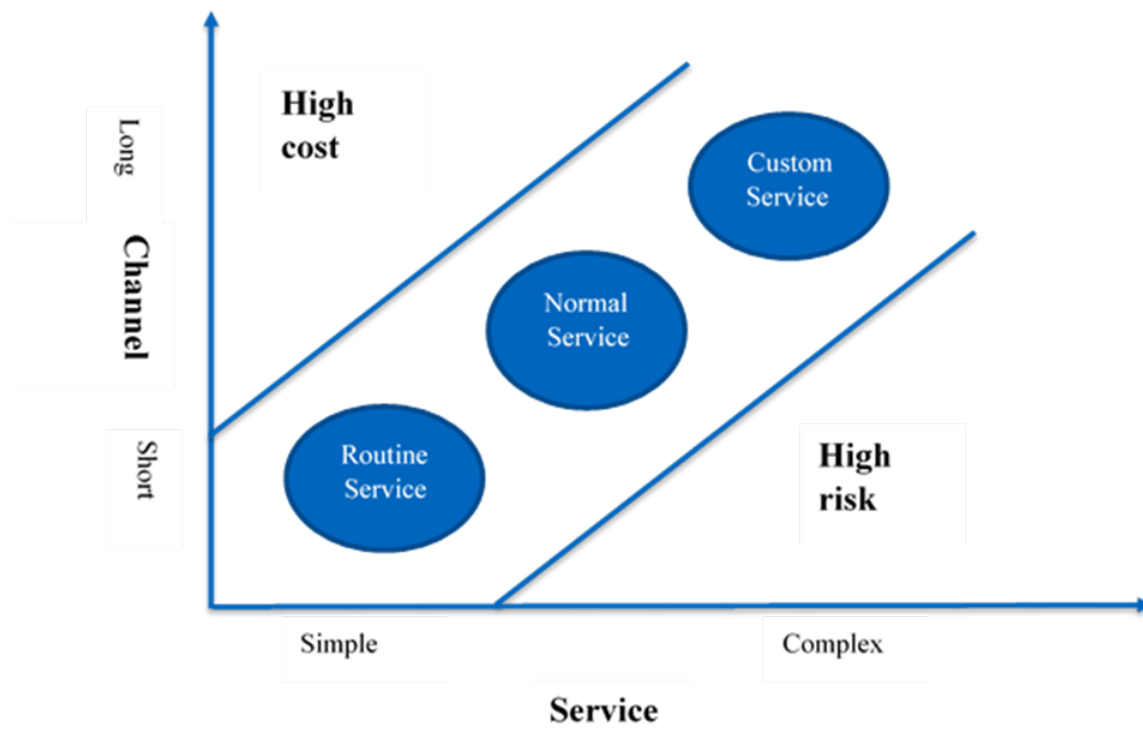 High
cost
Long
Custom
Service
Channel
Normal
Service
Short
Routine
Service
High
risk
Simple
Complex
Service